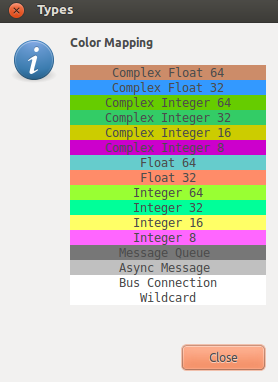 Types
Color Mapping
Complex Float 64
Complex Float 32
Complex Integer 64
Complex Integer 32
Complex Integer 16
Complex Integer 8
Float 64
Float 32
Integer 64
Integer 32
Integer 16
Integer 8
Message Queue
Async Message
Bus Connection
Wildcard
Close